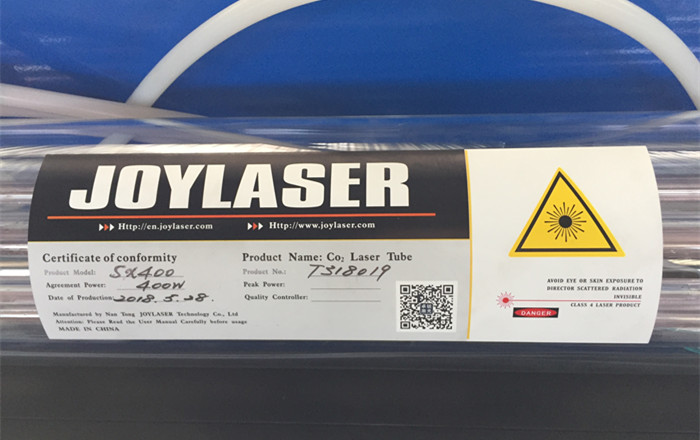 JOYLASER
Http://en.joylaser.com Http://www.joylaser.com
Certificate of conformity
Product Name: Co₂ Laser Tube
Product Model: SX400
Product No.: TS18019
Agreement Power: 400W
Peak Power:
Date of Production: 2018.5.28.
Quality Controller:
Manufactured by Nan Tong JOYLASER Technology Co., Ltd
Attention: Please Read the User Manual Carefully before usage
MADE IN CHINA
AVOID EYE OR SKIN EXPOSURE TO
DIRECTOR SCATTERED RADIATION
INVISIBLE
CLASS 4 LASER PRODUCT
DANGER